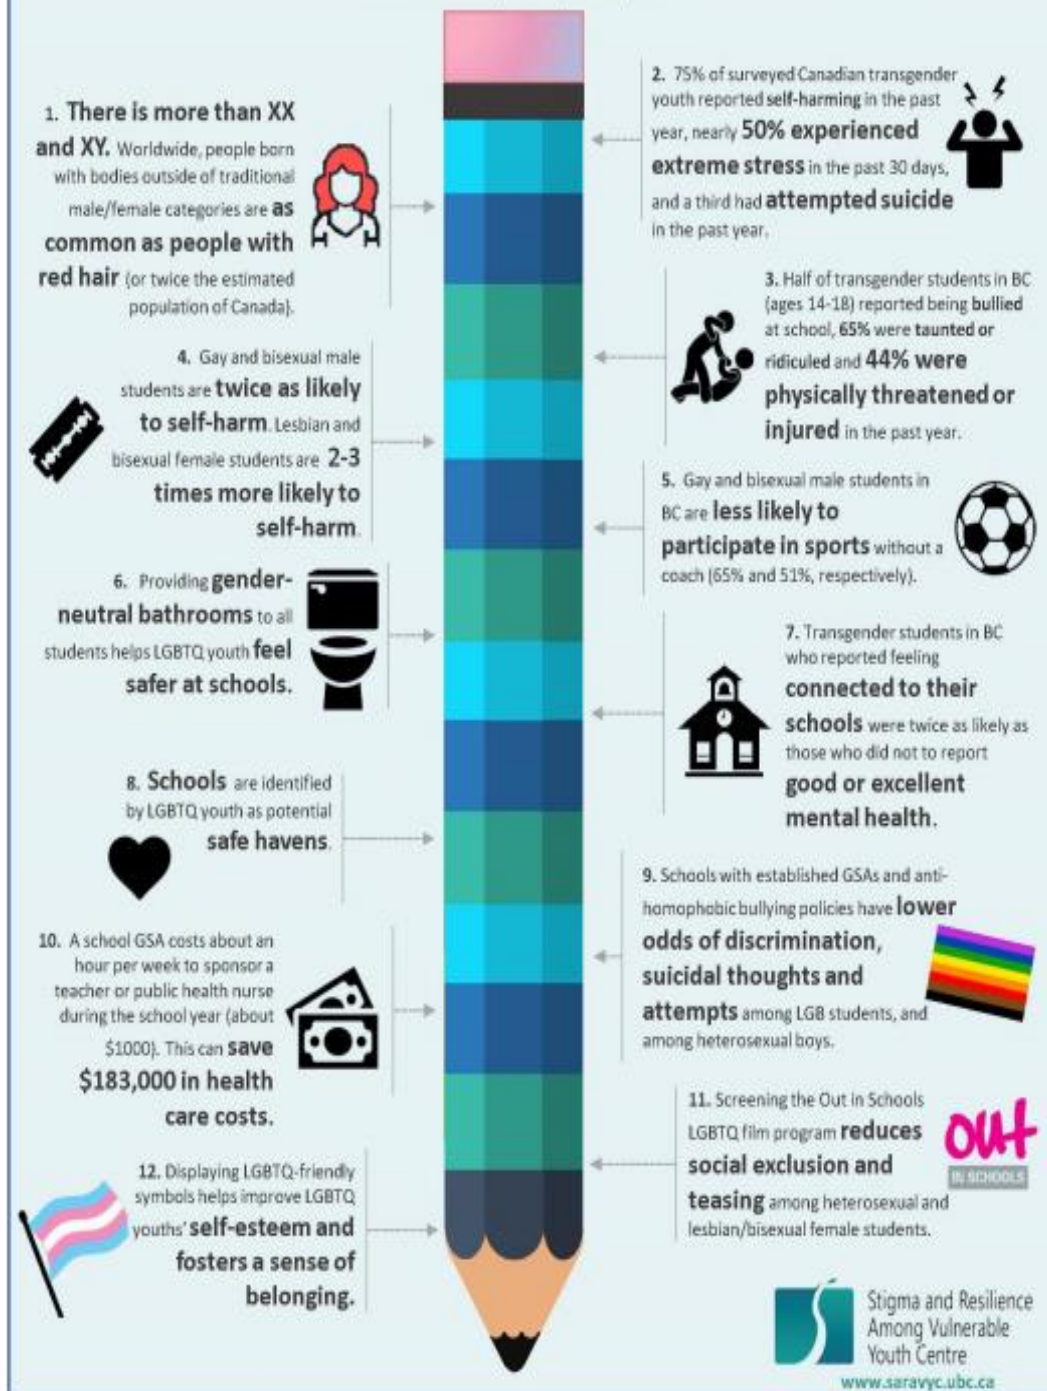 1. There is more than XX
and XY. Worldwide, people born
with bodies outside of traditional
male/female categories are as
common as people with
red hair (or twice the estimated
population of Canada).
2. 75% of surveyed Canadian transgender
youth reported self-harming in the past
year, nearly 50% experienced
extreme stress in the past 30 days,
and a third had attempted suicide
in the past year.
3. Half of transgender students in BC
(ages 14-18) reported being bullied
at school, 65% were taunted or
ridiculed and 44% were
physically threatened or
injured in the past year.
4. Gay and bisexual male
students are twice as likely
to self-harm. Lesbian and
bisexual female students are 2-3
times more likely to
self-harm.
5. Gay and bisexual male students in
BC are less likely to
participate in sports without a
coach (65% and 51%, respectively).
6. Providing gender-
neutral bathrooms to all
students helps LGBTQ youth feel
safer at schools.
7. Transgender students in BC
who reported feeling
connected to their
schools were twice as likely as
those who did not to report
good or excellent
mental health.
8. Schools are identified
by LGBTQ youth as potential
safe havens.
9. Schools with established GSAs and anti-
homophobic bullying policies have lower
odds of discrimination,
suicidal thoughts and
attempts among LGB students, and
among heterosexual boys.
10. A school GSA costs about an
hour per week to sponsor a
teacher or public health nurse
during the school year (about
$1000). This can save
$183,000 in health
care costs.
11. Screening the Out in Schools
LGBTQ film program reduces
social exclusion and
teasing among heterosexual and
lesbian/bisexual female students.
out
IN SCHOOLS
12. Displaying LGBTQ-friendly
symbols helps improve LGBTQ
youths' self-esteem and
fosters a sense of
belonging.
Stigma and Resilience
Among Vulnerable
Youth Centre
www.saravyc.ubc.ca